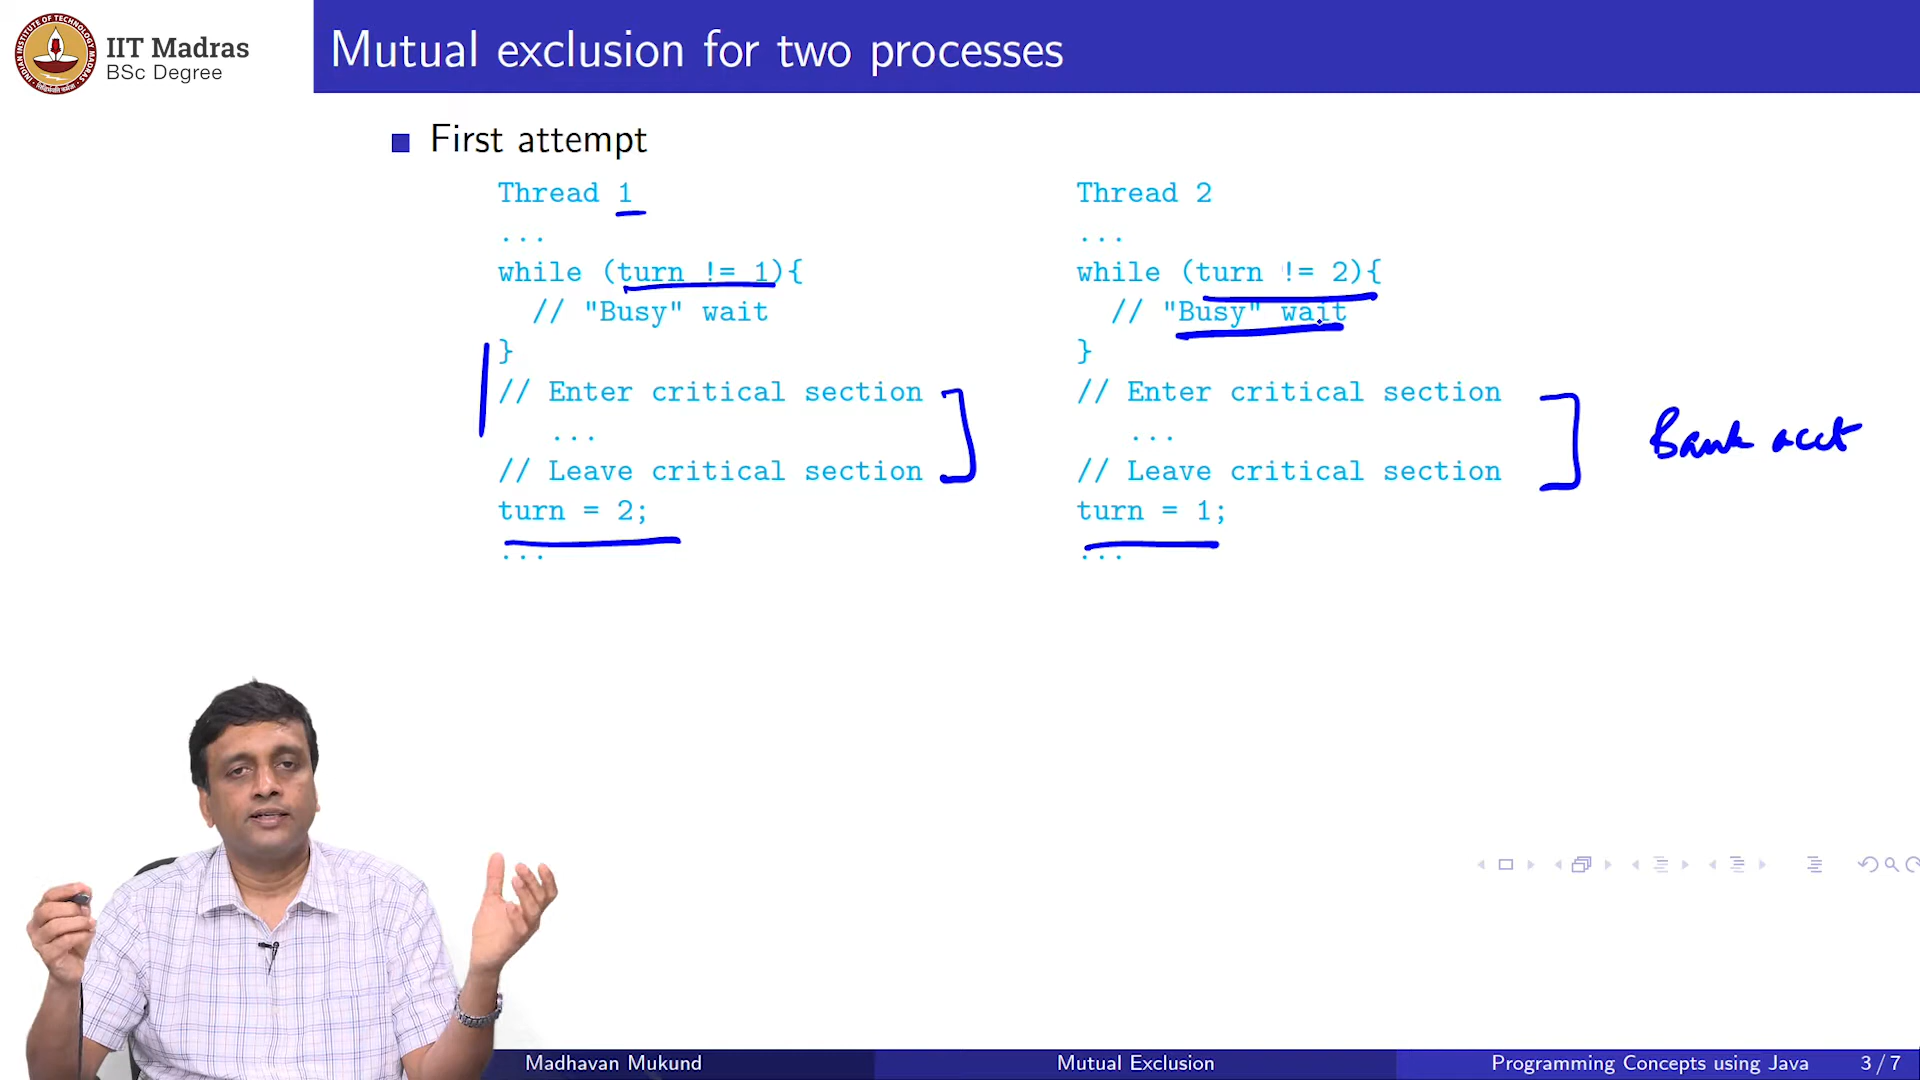 IIT Madras
BSc Degree
Mutual exclusion for two processes
First attempt
Thread 1
...
while (turn != 1){
// "Busy" wait
}
// Enter critical section
...
// Leave critical section
turn = 2;
...
Thread 2
...
while (turn != 2){
// "Busy" wait
}
// Enter critical section
...
// Leave critical section
turn = 1;
...
Bank acct
Madhavan Mukund
Mutual Exclusion
Programming Concepts using Java
3 / 7